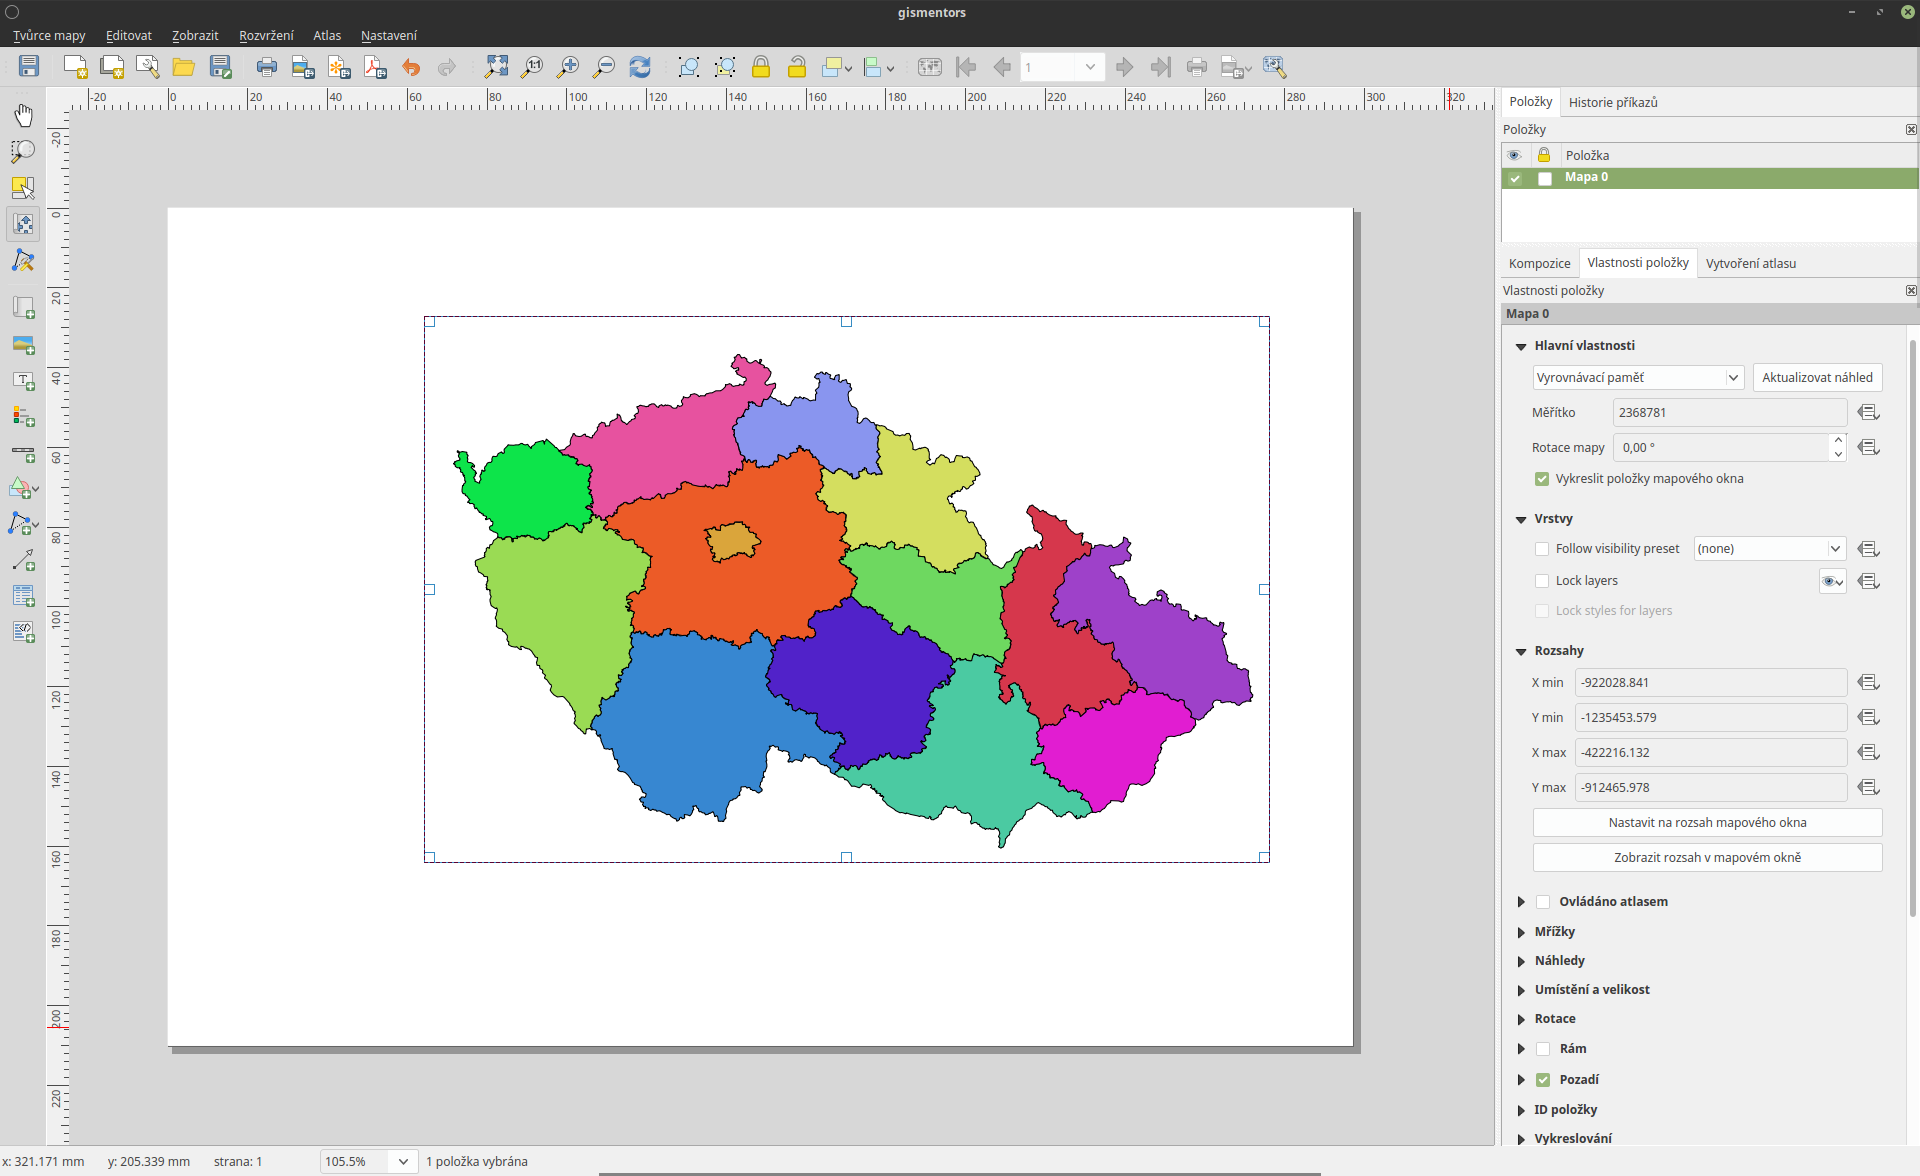 gismentors
Tvůrce mapy Editovat Zobrazit Rozvržení Atlas Nastavení
1:1
1
-20 0 20 40 60 80 100 120 140 160 180 200 220 240 260 280 300 320
-20
0
20
40
60
80
100
120
140
160
180
200
220
Položky Historie příkazů
Položky
Položka
Mapa 0
Kompozice Vlastnosti položky Vytvoření atlasu
Vlastnosti položky
Mapa 0
Hlavní vlastnosti
Vyrovnávací paměť Aktualizovat náhled
Měřítko 2368781
Rotace mapy 0,00 °
Vykreslit položky mapového okna
Vrstvy
Follow visibility preset (none)
Lock layers
Lock styles for layers
Rozsahy
X min -922028.841
Y min -1235453.579
X max -422216.132
Y max -912465.978
Nastavit na rozsah mapového okna
Zobrazit rozsah v mapovém okně
Ovládáno atlasem
Mřížky
Náhledy
Umístění a velikost
Rotace
Rám
Pozadí
ID položky
Vykreslování
x: 321.171 mm y: 205.339 mm strana: 1 105.5% 1 položka vybrána